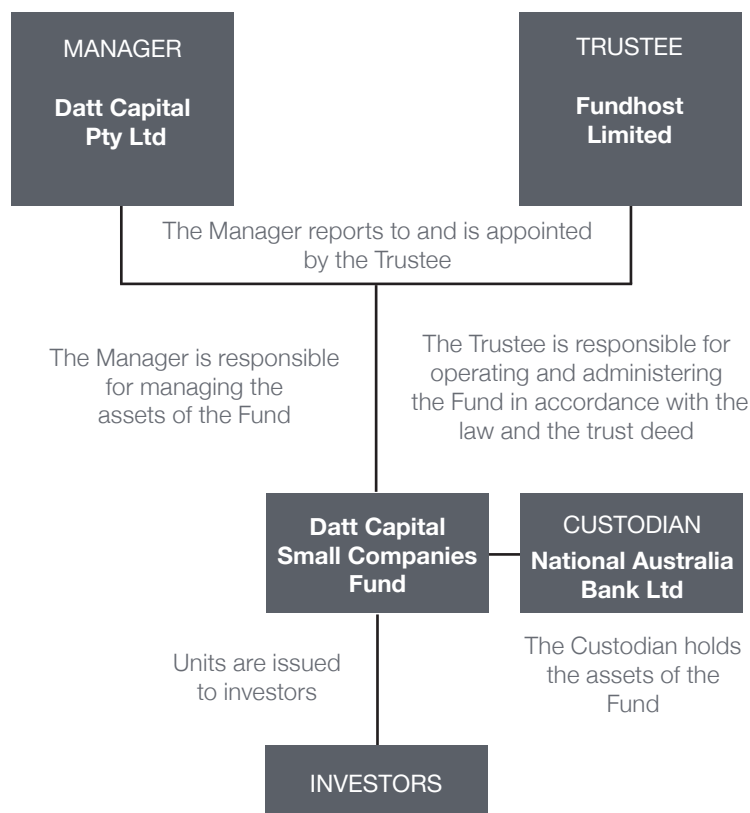 MANAGER
Datt Capital
Pty Ltd
TRUSTEE
Fundhost
Limited
The Manager reports to and is appointed
by the Trustee
The Manager is responsible
for managing the
assets of the Fund
The Trustee is responsible for
operating and administering
the Fund in accordance with the
law and the trust deed
Datt Capital
Small Companies
Fund
CUSTODIAN
National Australia
Bank Ltd
The Custodian holds
the assets of the
Fund
Units are issued
to investors
INVESTORS